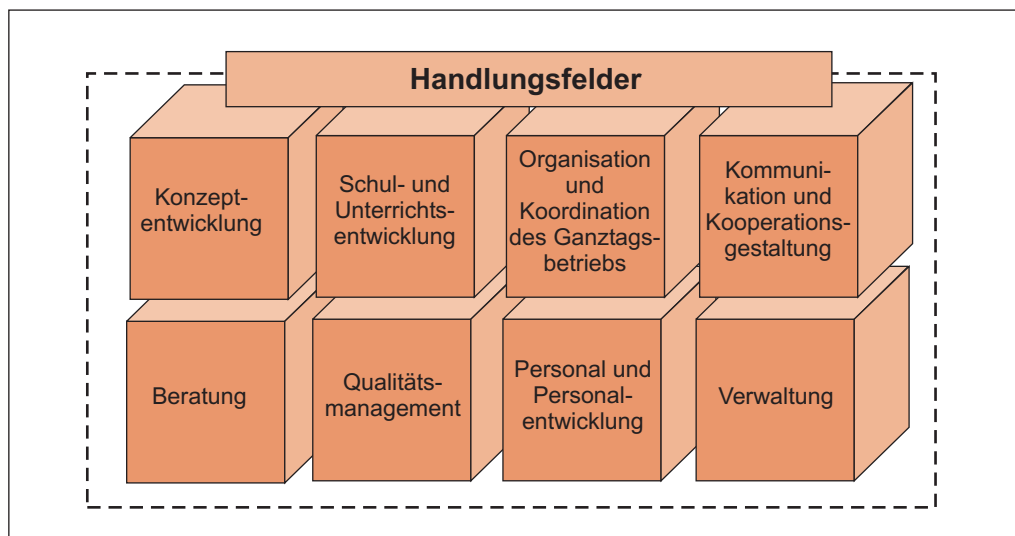 Handlungsfelder
Konzept-
entwicklung
Schul- und
Unterrichts-
entwicklung
Organisation
und
Koordination
des Ganztags-
betriebs
Kommuni-
kation und
Kooperations-
gestaltung
Beratung
Qualitäts-
management
Personal und
Personal-
entwicklung
Verwaltung